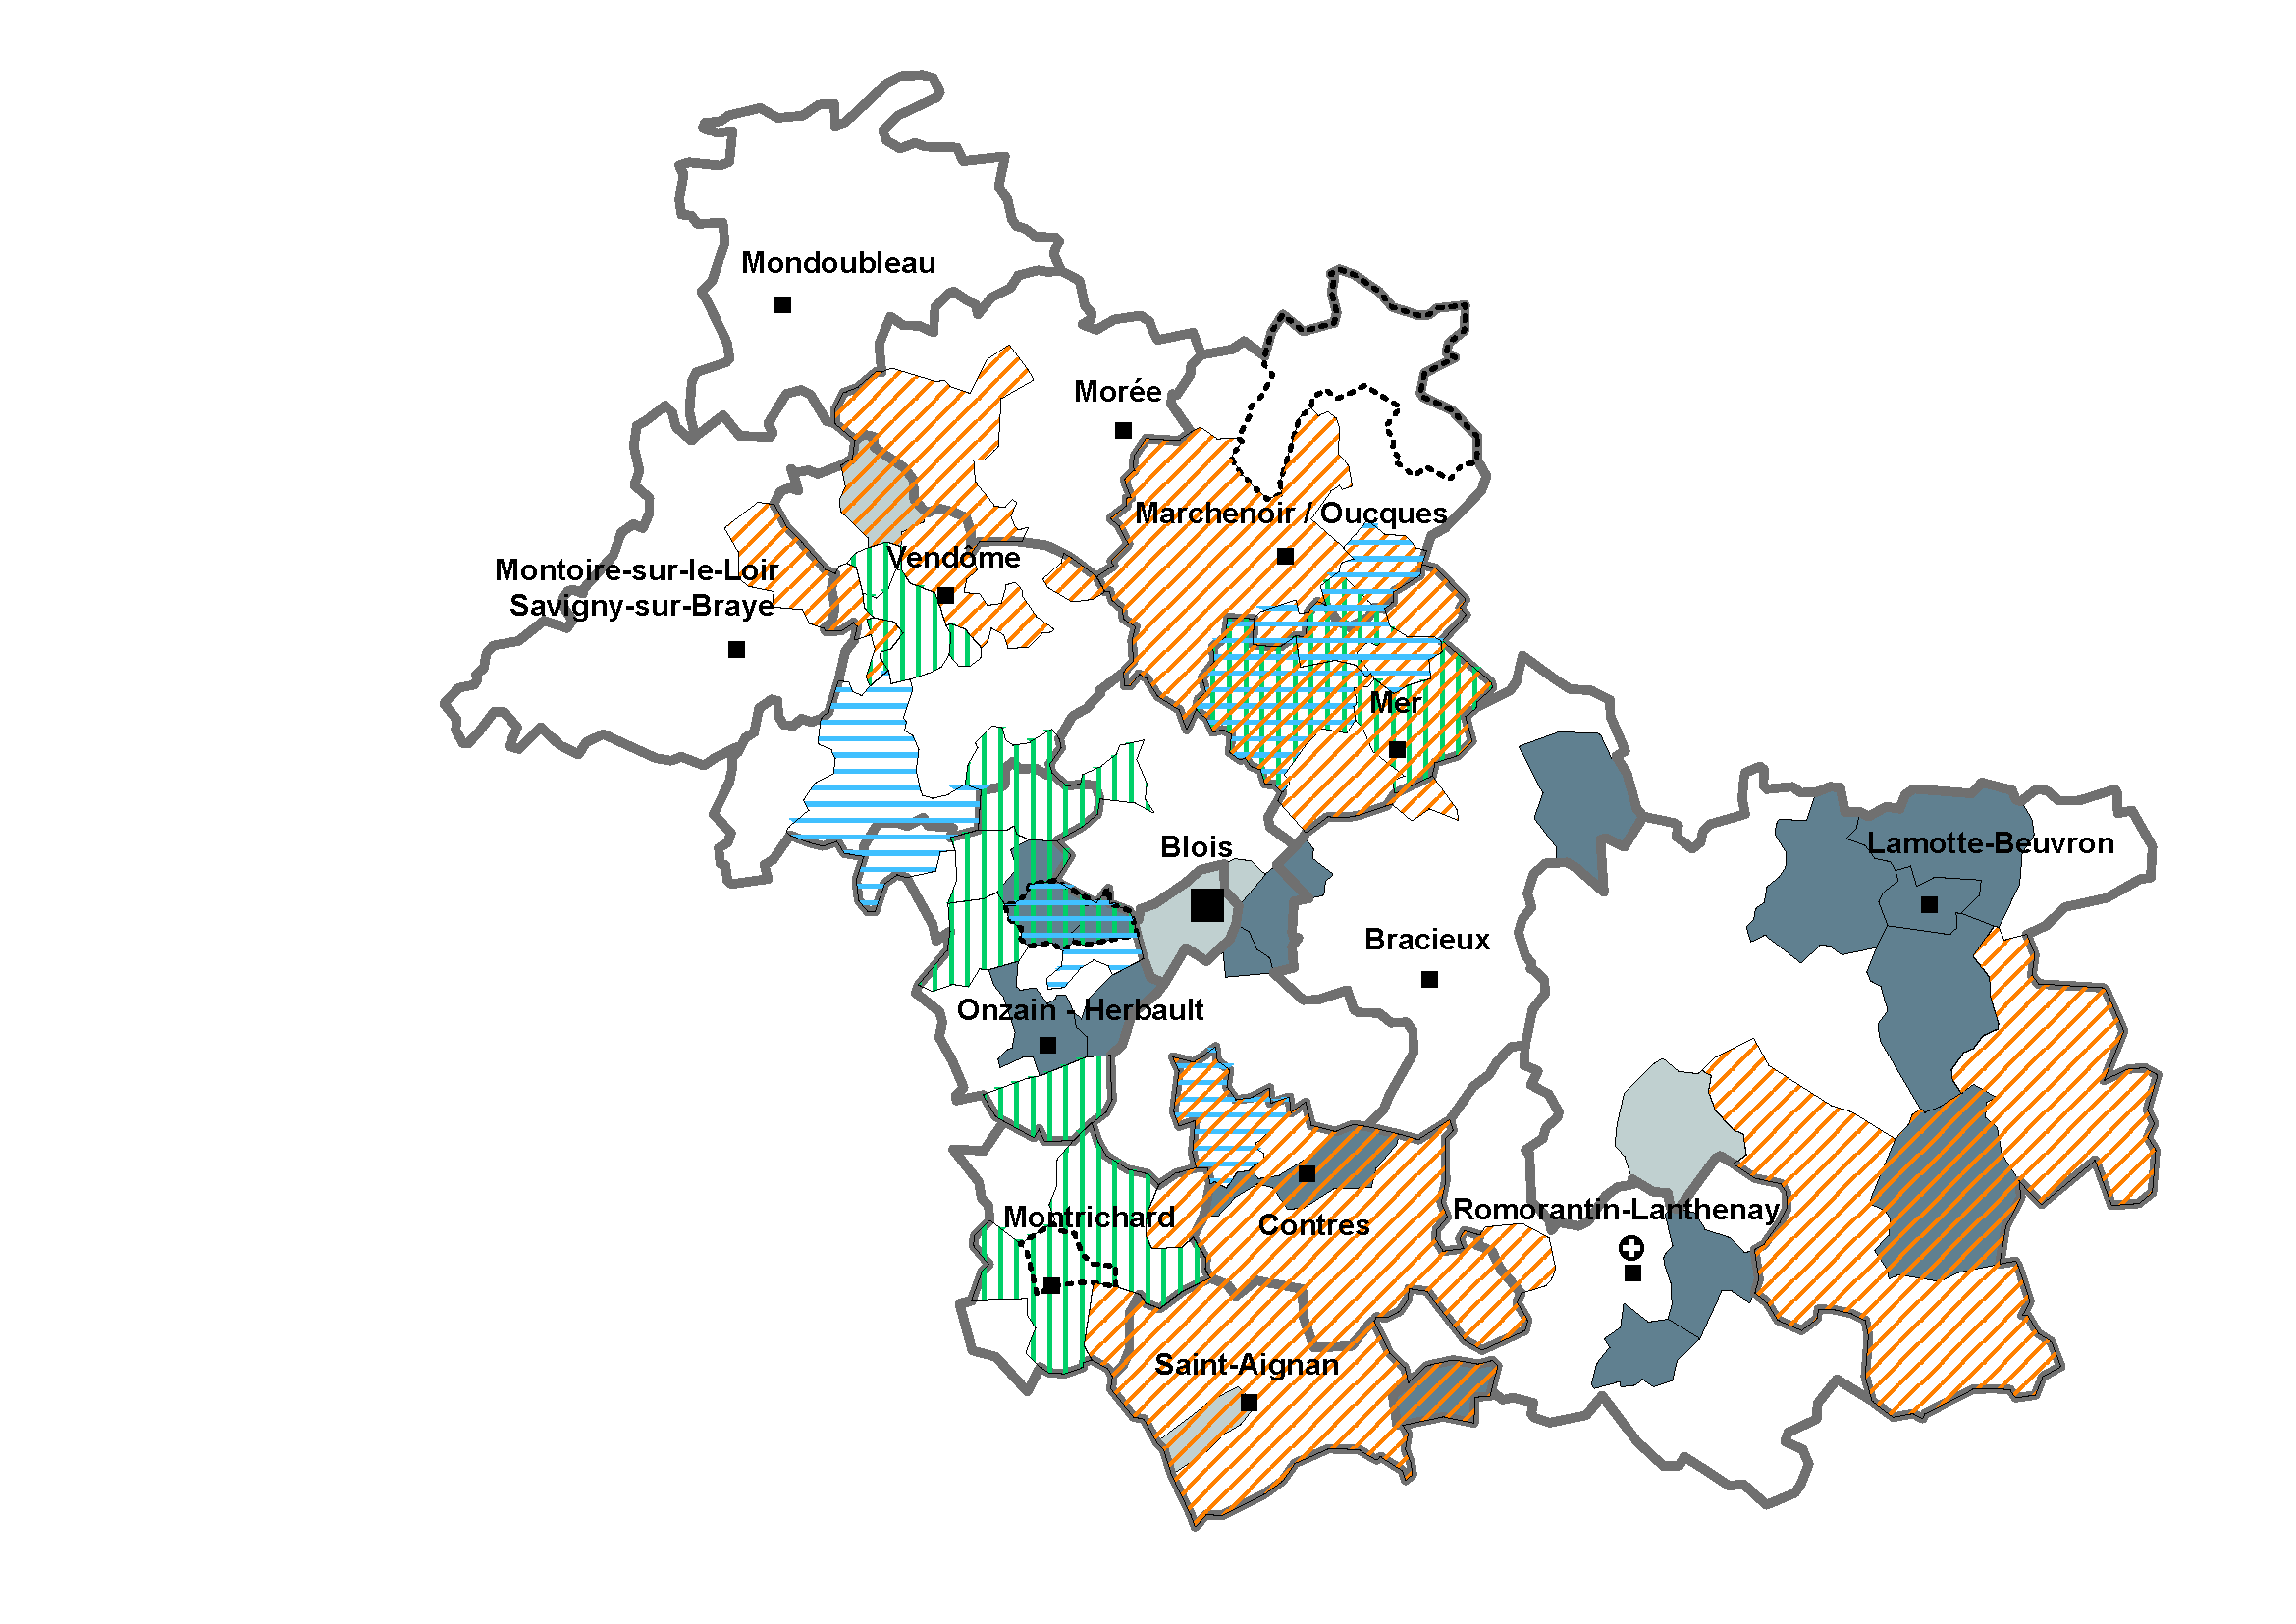 Mondoubleau
Morée
Marchenoir / Oucques
Vendôme
Montoire-sur-le-Loir
Savigny-sur-Braye
Mer
Blois
Lamotte-Beuvron
Bracieux
Onzain - Herbault
Montrichard
Contres
Romorantin-Lanthenay
Saint-Aignan